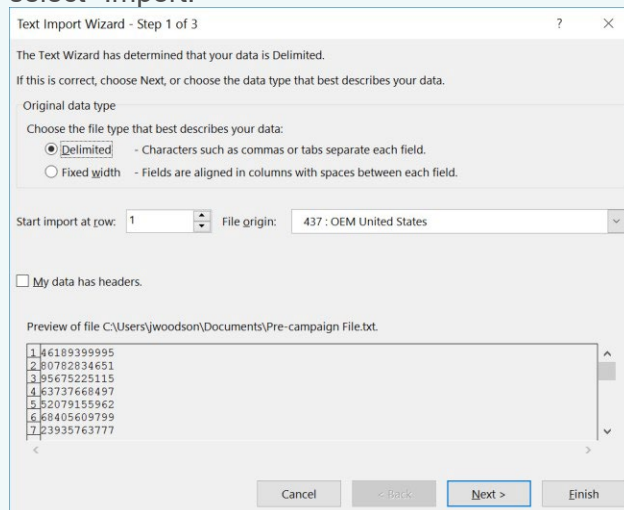 select "Import."
Text Import Wizard - Step 1 of 3 ? ×
The Text Wizard has determined that your data is Delimited.
If this is correct, choose Next, or choose the data type that best describes your data.
Original data type
Choose the file type that best describes your data:
Delimited - Characters such as commas or tabs separate each field.
Fixed width - Fields are aligned in columns with spaces between each field.
Start import at row: 1 File origin: 437 : OEM United States
My data has headers.
Preview of file C:\Users\jwoodson\Documents\Pre-campaign File.txt.
1 46189399995
2 80782834651
3 95675225115
4 63737668497
5 52079155962
6 68405609799
7 23935763777
Cancel < Back Next > Finish